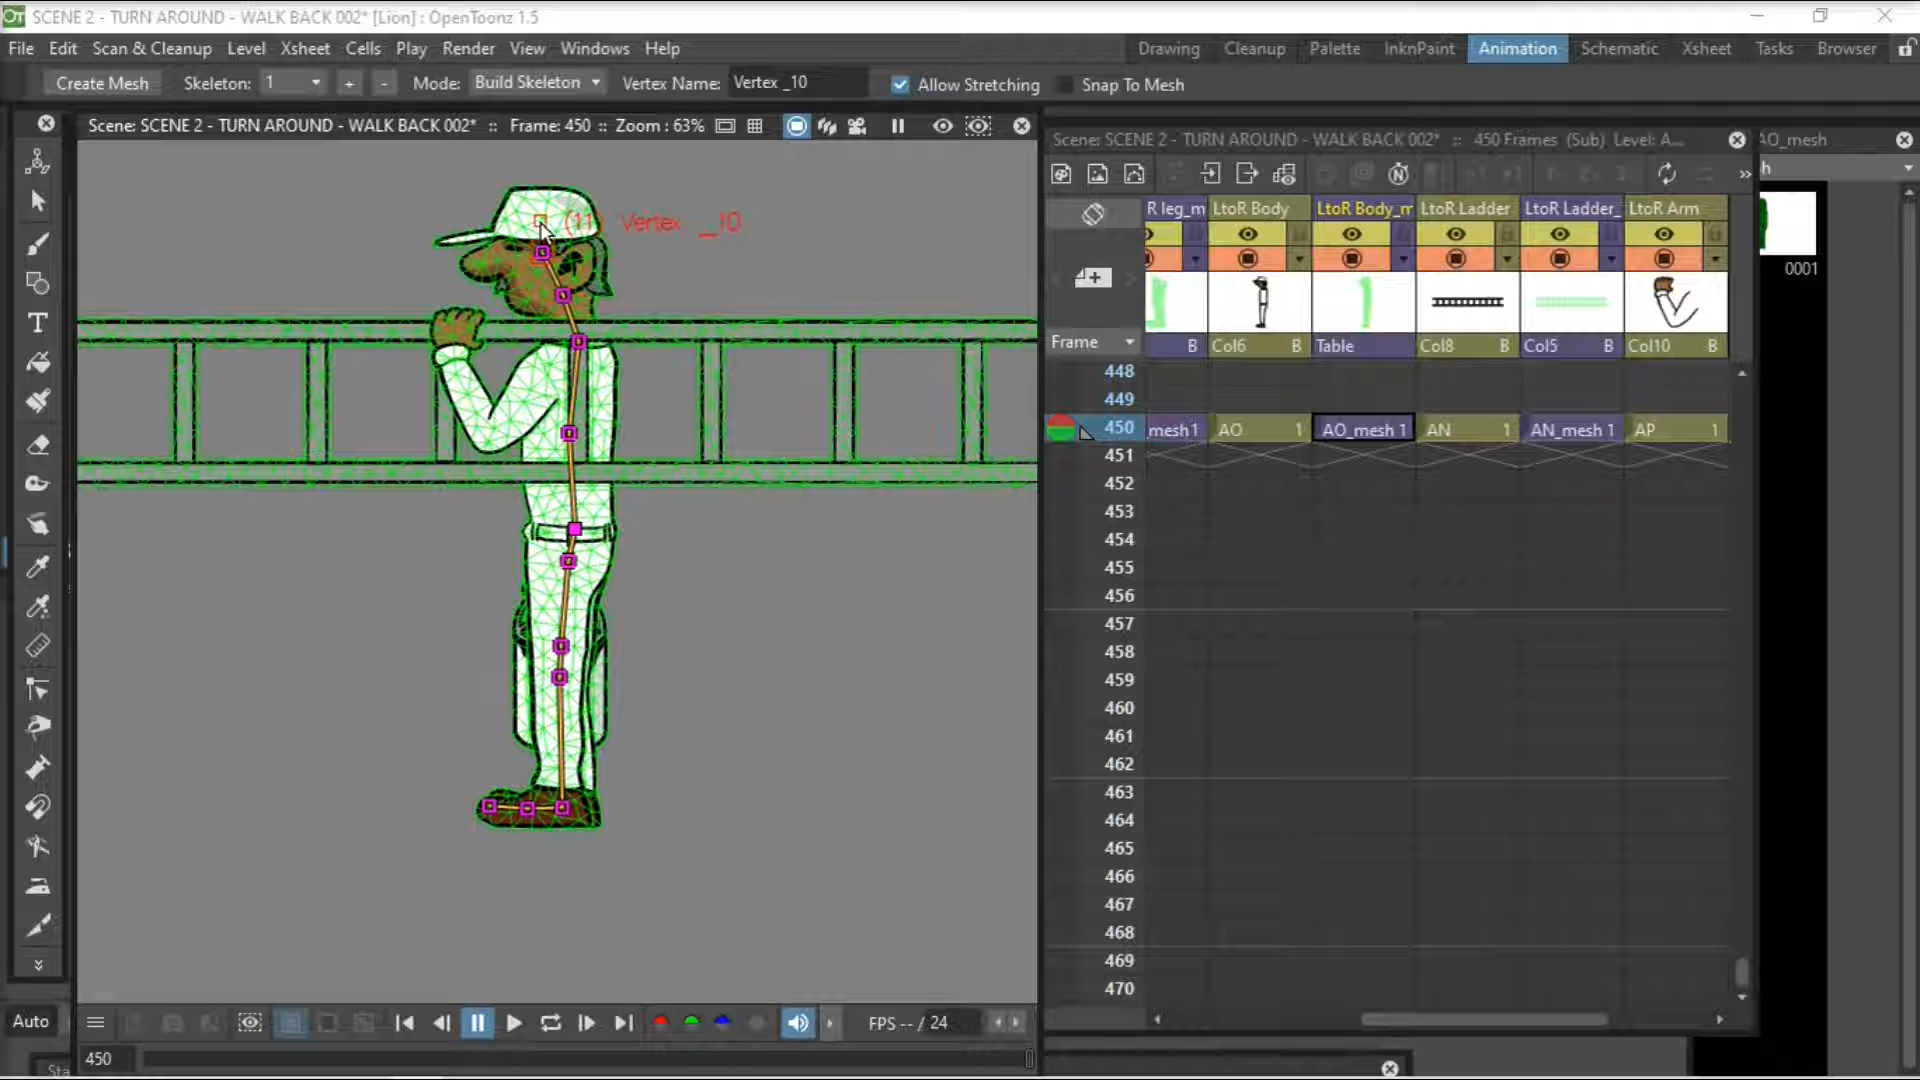 SCENE 2 - TURN AROUND - WALK BACK 002* [Lion] : OpenToonz 1.5
File Edit Scan & Cleanup Level Xsheet Cells Play Render View Windows Help
Drawing Cleanup Palette InknPaint Animation Schematic Xsheet Tasks Browser
Create Mesh Skeleton: 1 + - Mode: Build Skeleton Vertex Name: Vertex _10 Allow Stretching Snap To Mesh
Scene: SCENE 2 - TURN AROUND - WALK BACK 002* :: Frame: 450 :: Zoom : 63%
Scene: SCENE 2 - TURN AROUND - WALK BACK 002* :: 450 Frames (Sub) Level: A...
AO_mesh
R leg_m LtoR Body LtoR Body_m LtoR Ladder LtoR Ladder_ LtoR Arm
(11) Vertex _10
0001
Frame
B Col6 B Table Col8 B Col5 B Col10 B
448
449
450 mesh1 AO 1 AO_mesh 1 AN 1 AN_mesh 1 AP 1
451
452
453
454
455
456
457
458
459
460
461
462
463
464
465
466
467
468
469
470
Auto
FPS -- / 24
450
Sta